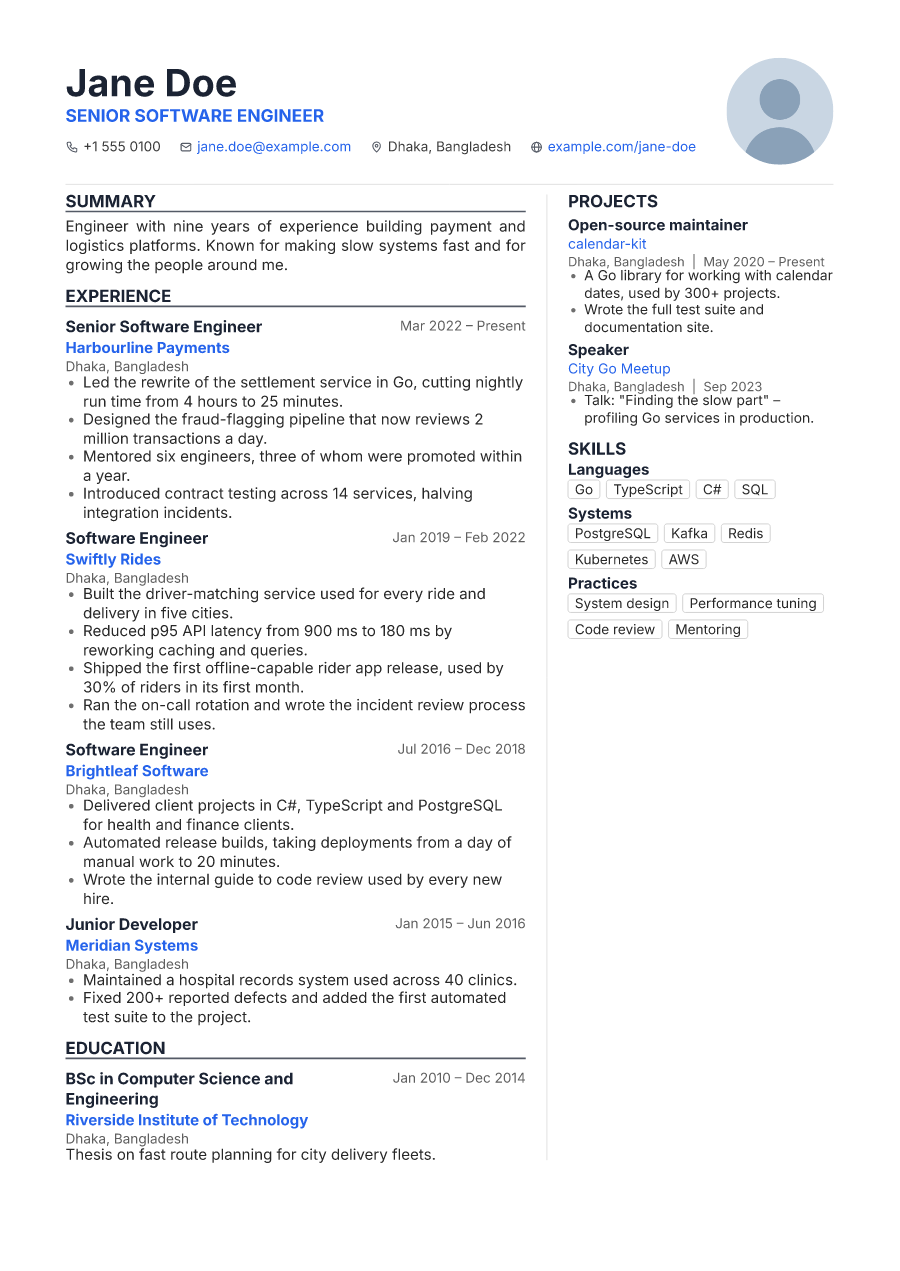 Jane Doe
SENIOR SOFTWARE ENGINEER
+1 555 0100 jane.doe@example.com Dhaka, Bangladesh example.com/jane-doe
SUMMARY
Engineer with nine years of experience building payment and
logistics platforms. Known for making slow systems fast and for
growing the people around me.
EXPERIENCE
Senior Software Engineer Mar 2022 – Present
Harbourline Payments
Dhaka, Bangladesh
• Led the rewrite of the settlement service in Go, cutting nightly
run time from 4 hours to 25 minutes.
• Designed the fraud-flagging pipeline that now reviews 2
million transactions a day.
• Mentored six engineers, three of whom were promoted within
a year.
• Introduced contract testing across 14 services, halving
integration incidents.
Software Engineer Jan 2019 – Feb 2022
Swiftly Rides
Dhaka, Bangladesh
• Built the driver-matching service used for every ride and
delivery in five cities.
• Reduced p95 API latency from 900 ms to 180 ms by
reworking caching and queries.
• Shipped the first offline-capable rider app release, used by
30% of riders in its first month.
• Ran the on-call rotation and wrote the incident review process
the team still uses.
Software Engineer Jul 2016 – Dec 2018
Brightleaf Software
Dhaka, Bangladesh
• Delivered client projects in C#, TypeScript and PostgreSQL
for health and finance clients.
• Automated release builds, taking deployments from a day of
manual work to 20 minutes.
• Wrote the internal guide to code review used by every new
hire.
Junior Developer Jan 2015 – Jun 2016
Meridian Systems
Dhaka, Bangladesh
• Maintained a hospital records system used across 40 clinics.
• Fixed 200+ reported defects and added the first automated
test suite to the project.
EDUCATION
BSc in Computer Science and Jan 2010 – Dec 2014
Engineering
Riverside Institute of Technology
Dhaka, Bangladesh
Thesis on fast route planning for city delivery fleets.
PROJECTS
Open-source maintainer
calendar-kit
Dhaka, Bangladesh | May 2020 – Present
• A Go library for working with calendar
dates, used by 300+ projects.
• Wrote the full test suite and
documentation site.
Speaker
City Go Meetup
Dhaka, Bangladesh | Sep 2023
• Talk: "Finding the slow part" –
profiling Go services in production.
SKILLS
Languages
Go TypeScript C# SQL
Systems
PostgreSQL Kafka Redis
Kubernetes AWS
Practices
System design Performance tuning
Code review Mentoring